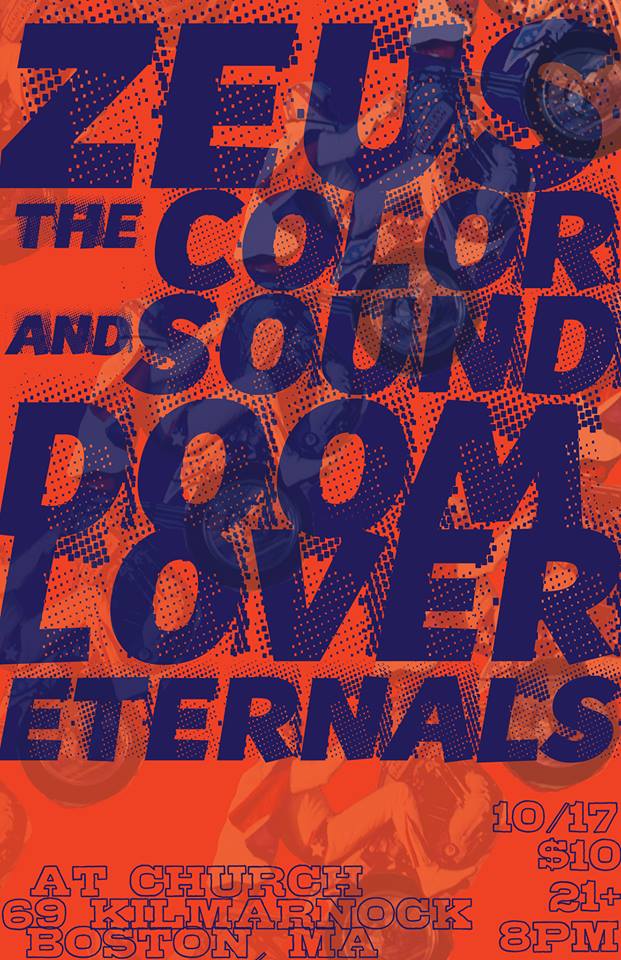 ZEUS
THE COLOR
AND SOUND
DOOM
LOVER
ETERNALS
10/17
$10
21+
8PM
AT CHURCH
69 KILMARNOCK
BOSTON, MA